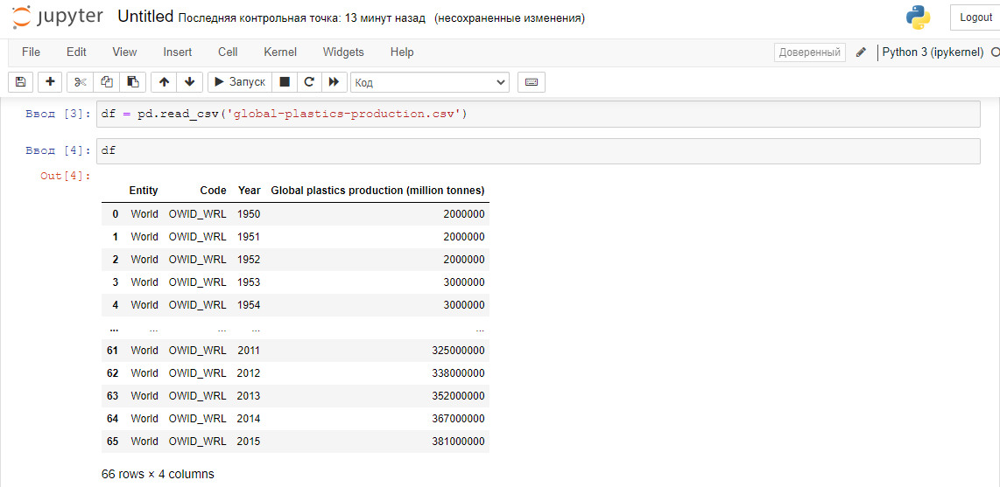 jupyter Untitled Последняя контрольная точка: 13 минут назад (несохраненные изменения) Logout
File Edit View Insert Cell Kernel Widgets Help Доверенный Python 3 (ipykernel)
Запуск Код
Ввод [3]: df = pd.read_csv('global-plastics-production.csv')
Ввод [4]: df
Out[4]:
Entity Code Year Global plastics production (million tonnes)
0 World OWID_WRL 1950 2000000
1 World OWID_WRL 1951 2000000
2 World OWID_WRL 1952 2000000
3 World OWID_WRL 1953 3000000
4 World OWID_WRL 1954 3000000
... ... ... ... ...
61 World OWID_WRL 2011 325000000
62 World OWID_WRL 2012 338000000
63 World OWID_WRL 2013 352000000
64 World OWID_WRL 2014 367000000
65 World OWID_WRL 2015 381000000
66 rows × 4 columns